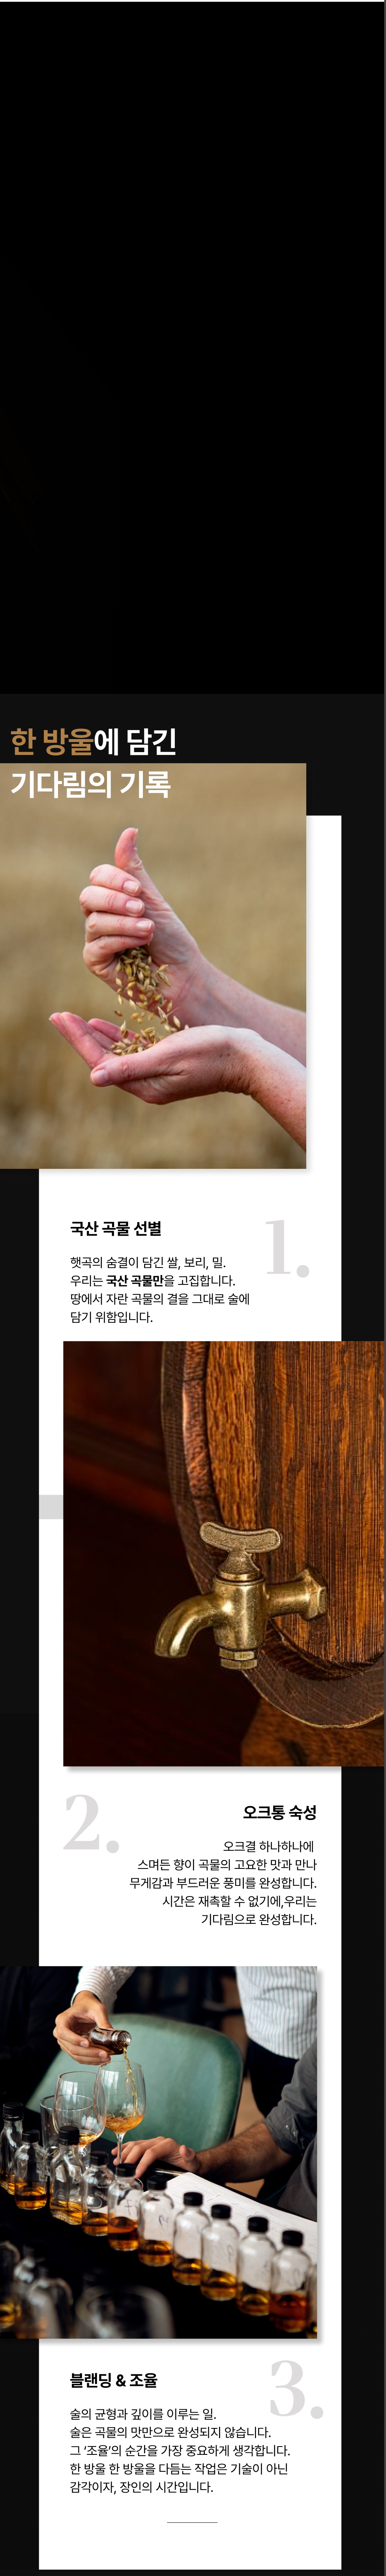 한 방울에 담긴
기다림의 기록
국산 곡물 선별
1.
햇곡의 숨결이 담긴 쌀, 보리, 밀.
우리는 국산 곡물만을 고집합니다.
땅에서 자란 곡물의 결을 그대로 술에
담기 위함입니다.
2.
오크통 숙성
오크결 하나하나에
스며든 향이 곡물의 고요한 맛과 만나
무게감과 부드러운 풍미를 완성합니다.
시간은 재촉할 수 없기에,우리는
기다림으로 완성합니다.
3.
블랜딩 & 조율
술의 균형과 깊이를 이루는 일.
술은 곡물의 맛만으로 완성되지 않습니다.
그 '조율'의 순간을 가장 중요하게 생각합니다.
한 방울 한 방울을 다듬는 작업은 기술이 아닌
감각이자, 장인의 시간입니다.